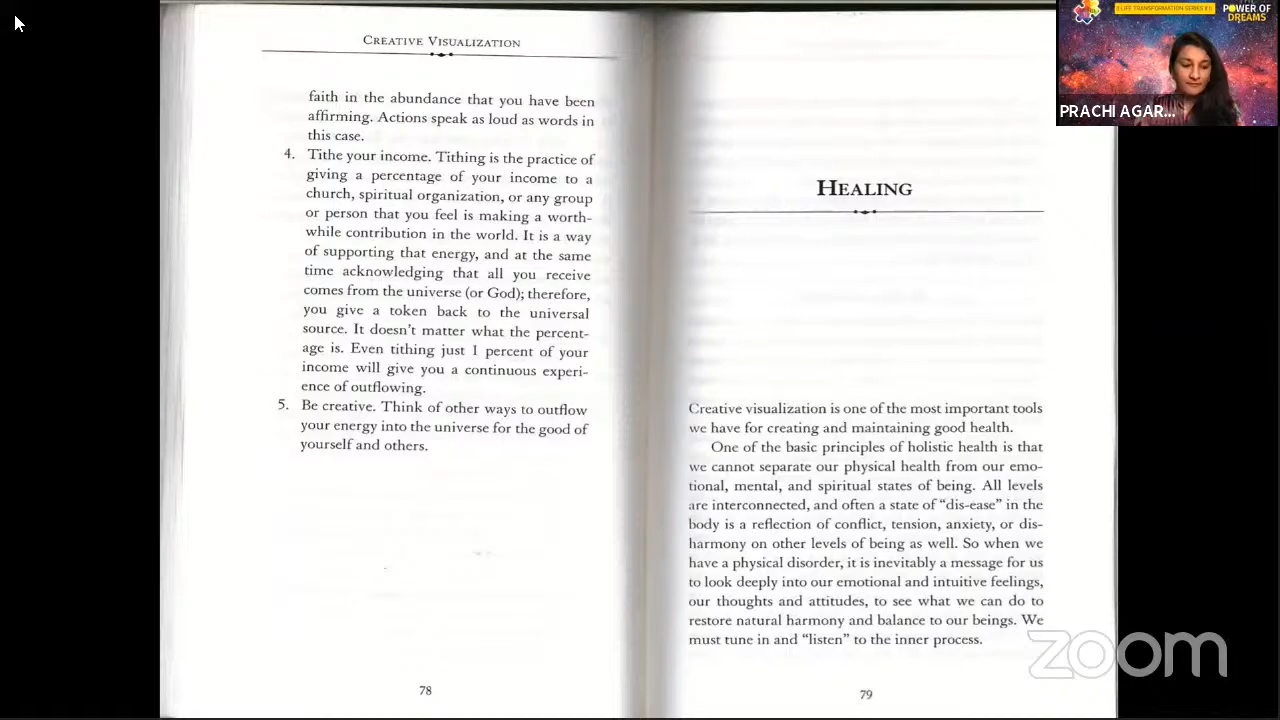 CREATIVE VISUALIZATION
faith in the abundance that you have been
affirming. Actions speak as loud as words in
this case.
4. Tithe your income. Tithing is the practice of
giving a percentage of your income to a
church, spiritual organization, or any group
or person that you feel is making a worth-
while contribution in the world. It is a way
of supporting that energy, and at the same
time acknowledging that all you receive
comes from the universe (or God); therefore,
you give a token back to the universal
source. It doesn't matter what the percent-
age is. Even tithing just 1 percent of your
income will give you a continuous experi-
ence of outflowing.
5. Be creative. Think of other ways to outflow
your energy into the universe for the good of
yourself and others.
78
HEALING
Creative visualization is one of the most important tools
we have for creating and maintaining good health.
One of the basic principles of holistic health is that
we cannot separate our physical health from our emo-
tional, mental, and spiritual states of being. All levels
are interconnected, and often a state of “dis-ease” in the
body is a reflection of conflict, tension, anxiety, or dis-
harmony on other levels of being as well. So when we
have a physical disorder, it is inevitably a message for us
to look deeply into our emotional and intuitive feelings,
our thoughts and attitudes, to see what we can do to
restore natural harmony and balance to our beings. We
must tune in and “listen” to the inner process.
79
LIFE TRANSFORMATION SERIES
POWER OF
DREAMS
PRACHI AGAR...
zoom